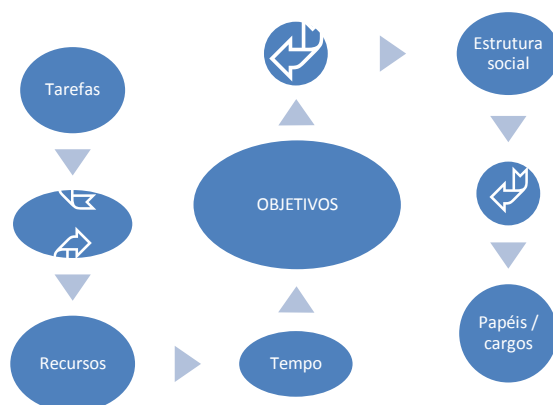 Tarefas
Recursos
Tempo
OBJETIVOS
Estrutura
social
Papéis /
cargos